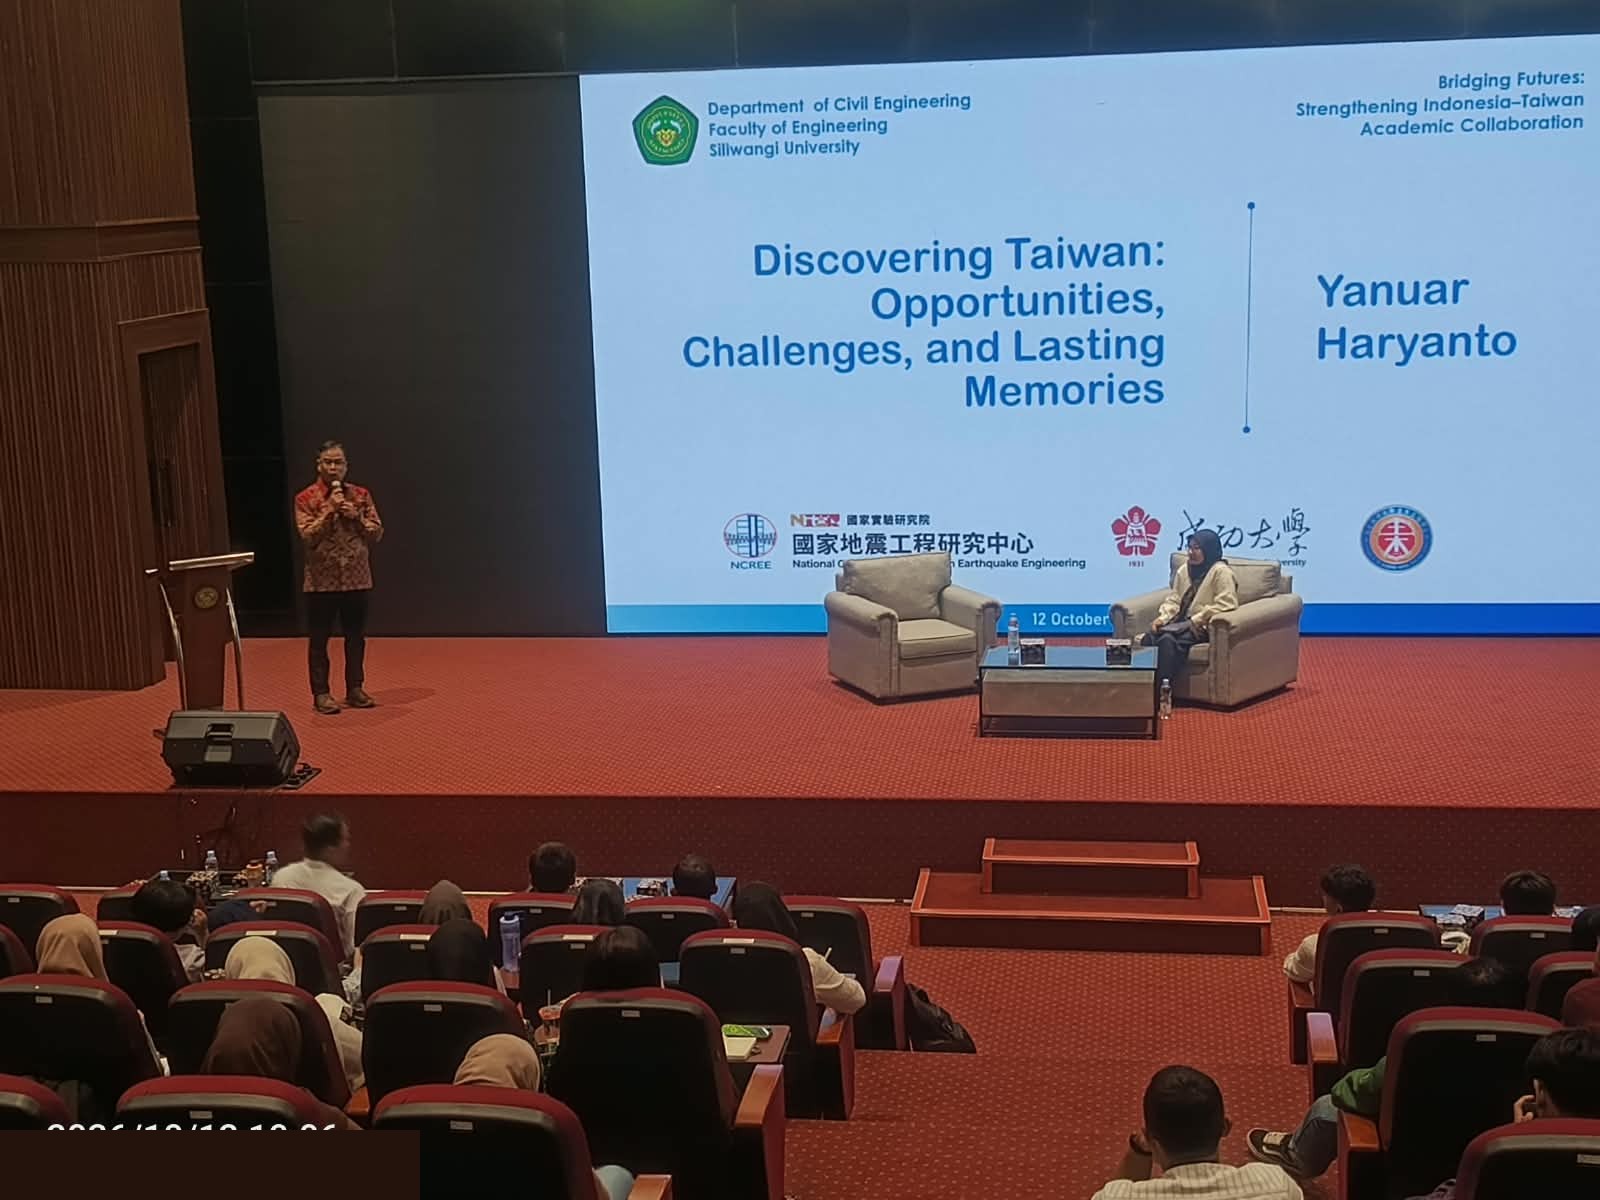 Department of Civil Engineering
Faculty of Engineering
Siliwangi University
Bridging Futures:
Strengthening Indonesia–Taiwan
Academic Collaboration
Discovering Taiwan:
Opportunities,
Challenges, and Lasting
Memories
Yanuar
Haryanto
NCREE
國家實驗研究院
國家地震工程研究中心
National
Earthquake Engineering
1931
成功大學
12 October